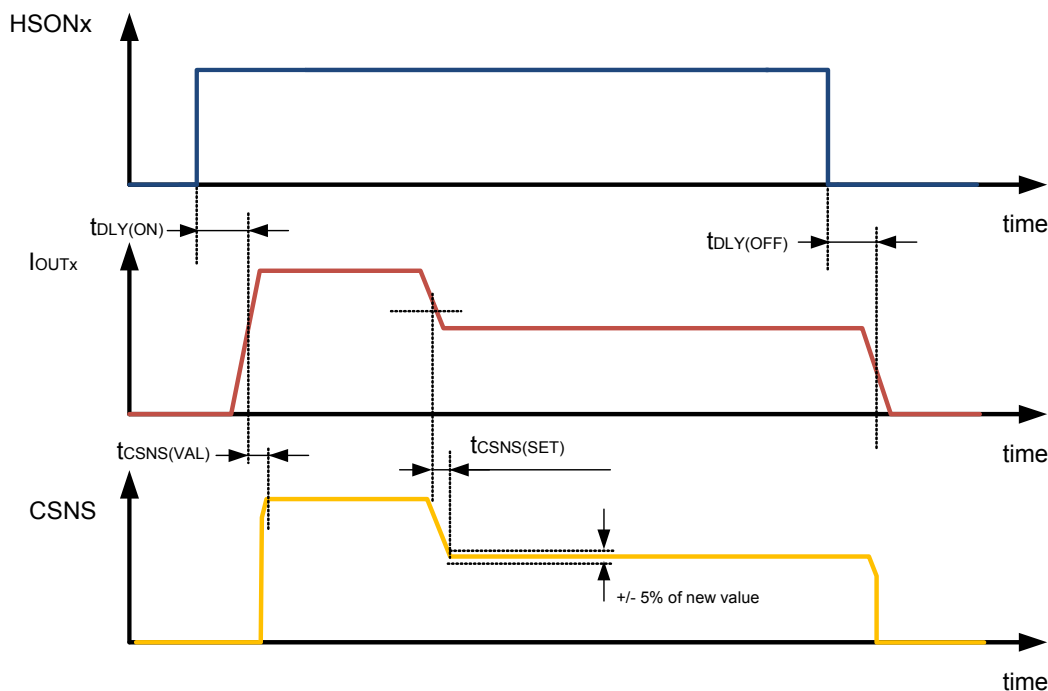 HSONx
time
tDLY(ON)
tDLY(OFF)
IOUTx
time
tCSNS(VAL)
tCSNS(SET)
CSNS
+/- 5% of new value
time